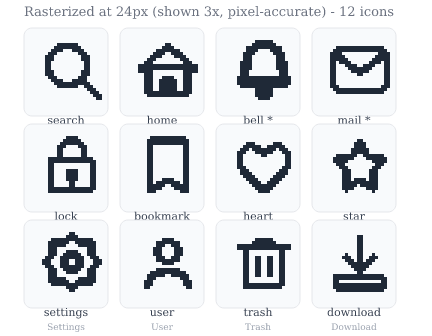 Rasterized at 24px (shown 3x, pixel-accurate) - 12 icons
search home bell * mail *
lock bookmark heart star
settings user trash download
Settings User Trash Download